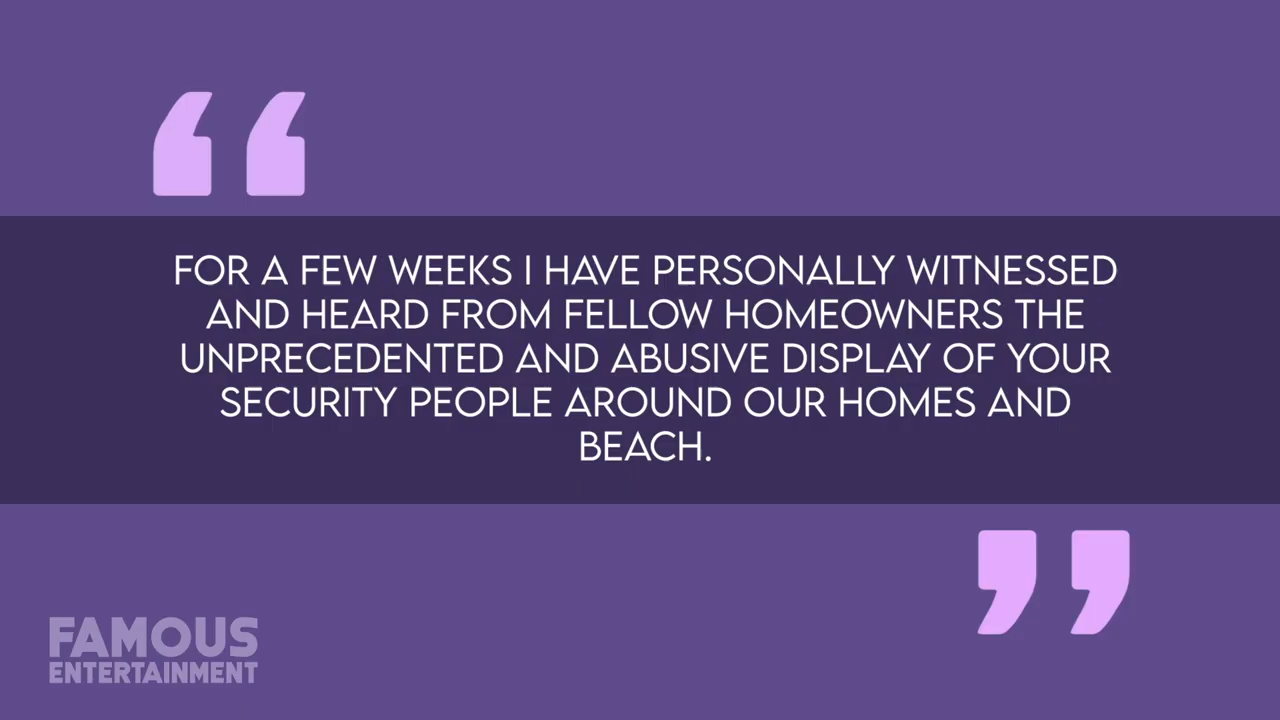 “
FOR A FEW WEEKS I HAVE PERSONALLY WITNESSED
AND HEARD FROM FELLOW HOMEOWNERS THE
UNPRECEDENTED AND ABUSIVE DISPLAY OF YOUR
SECURITY PEOPLE AROUND OUR HOMES AND
BEACH.
”
FAMOUS
ENTERTAINMENT